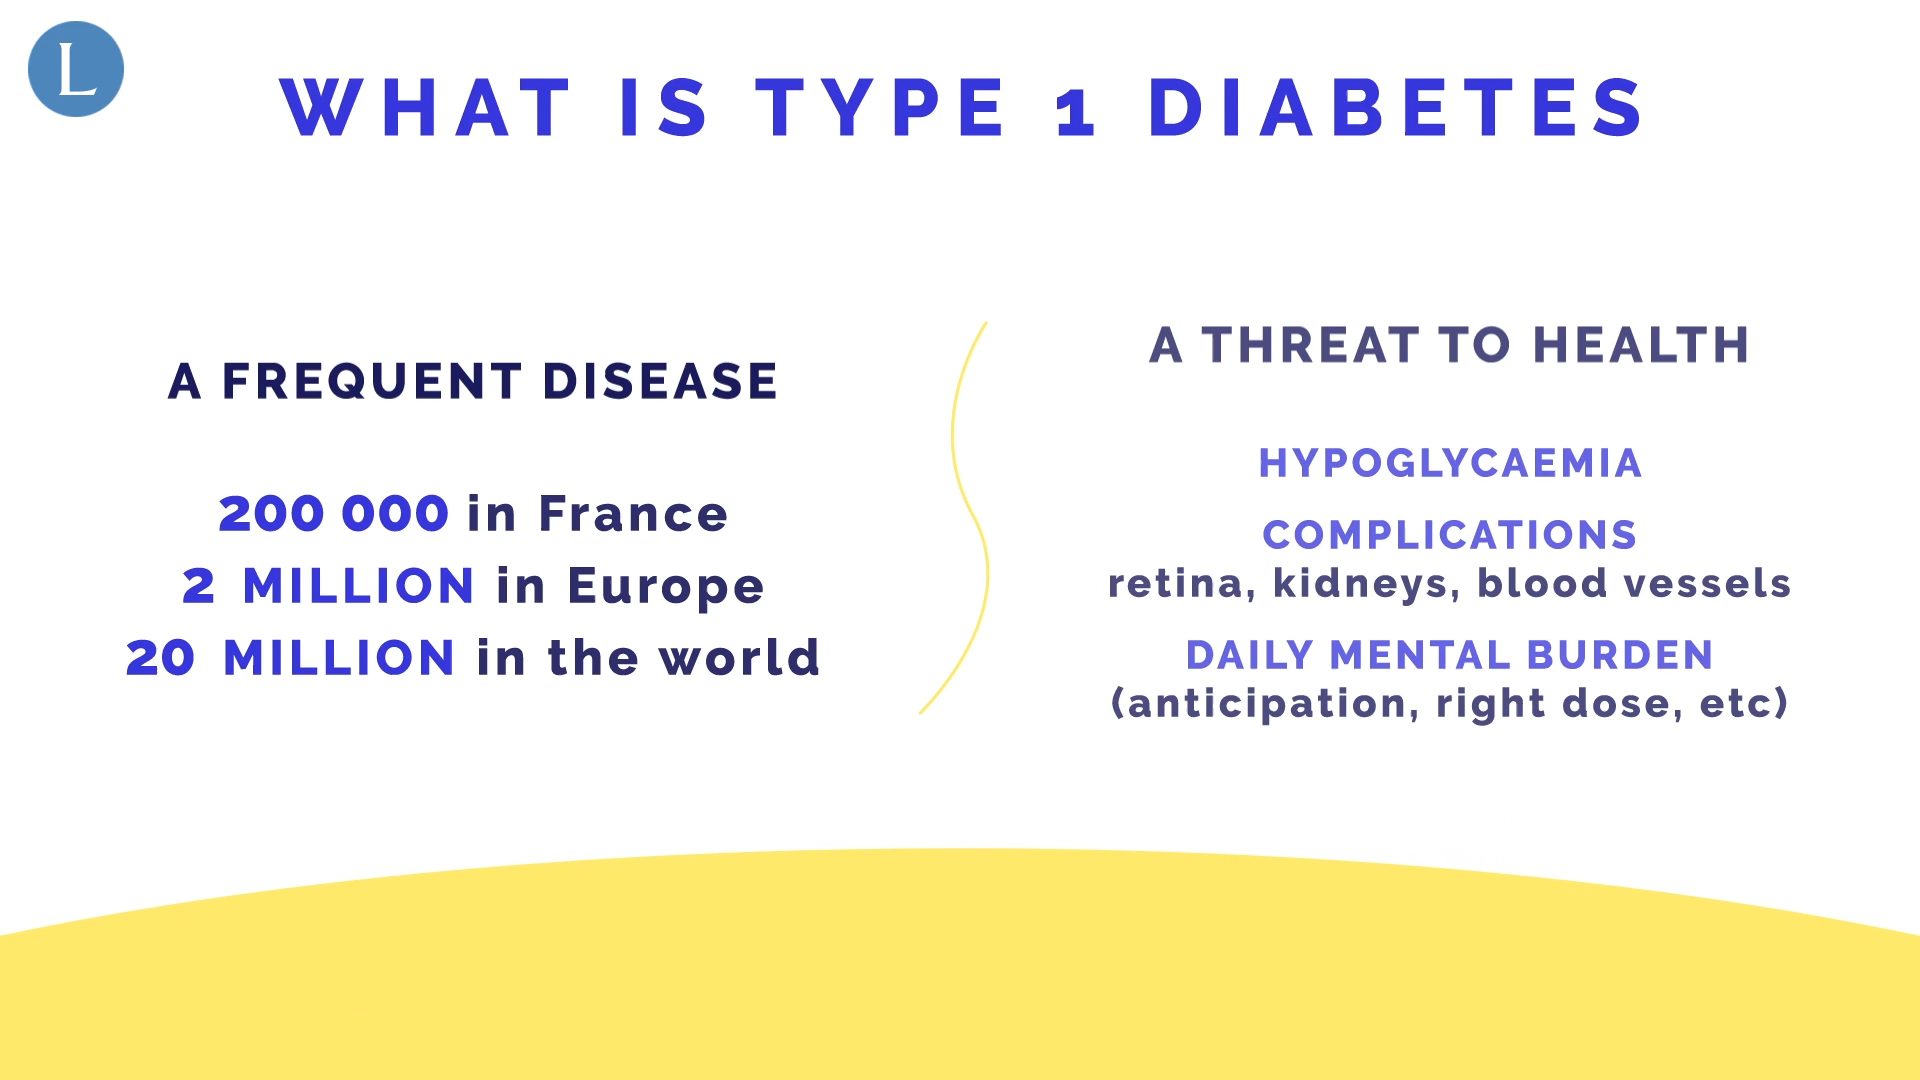 L
WHAT IS TYPE 1 DIABETES
A FREQUENT DISEASE
200 000 in France
2 MILLION in Europe
20 MILLION in the world
A THREAT TO HEALTH
HYPOGLYCAEMIA
COMPLICATIONS
retina, kidneys, blood vessels
DAILY MENTAL BURDEN
(anticipation, right dose, etc)